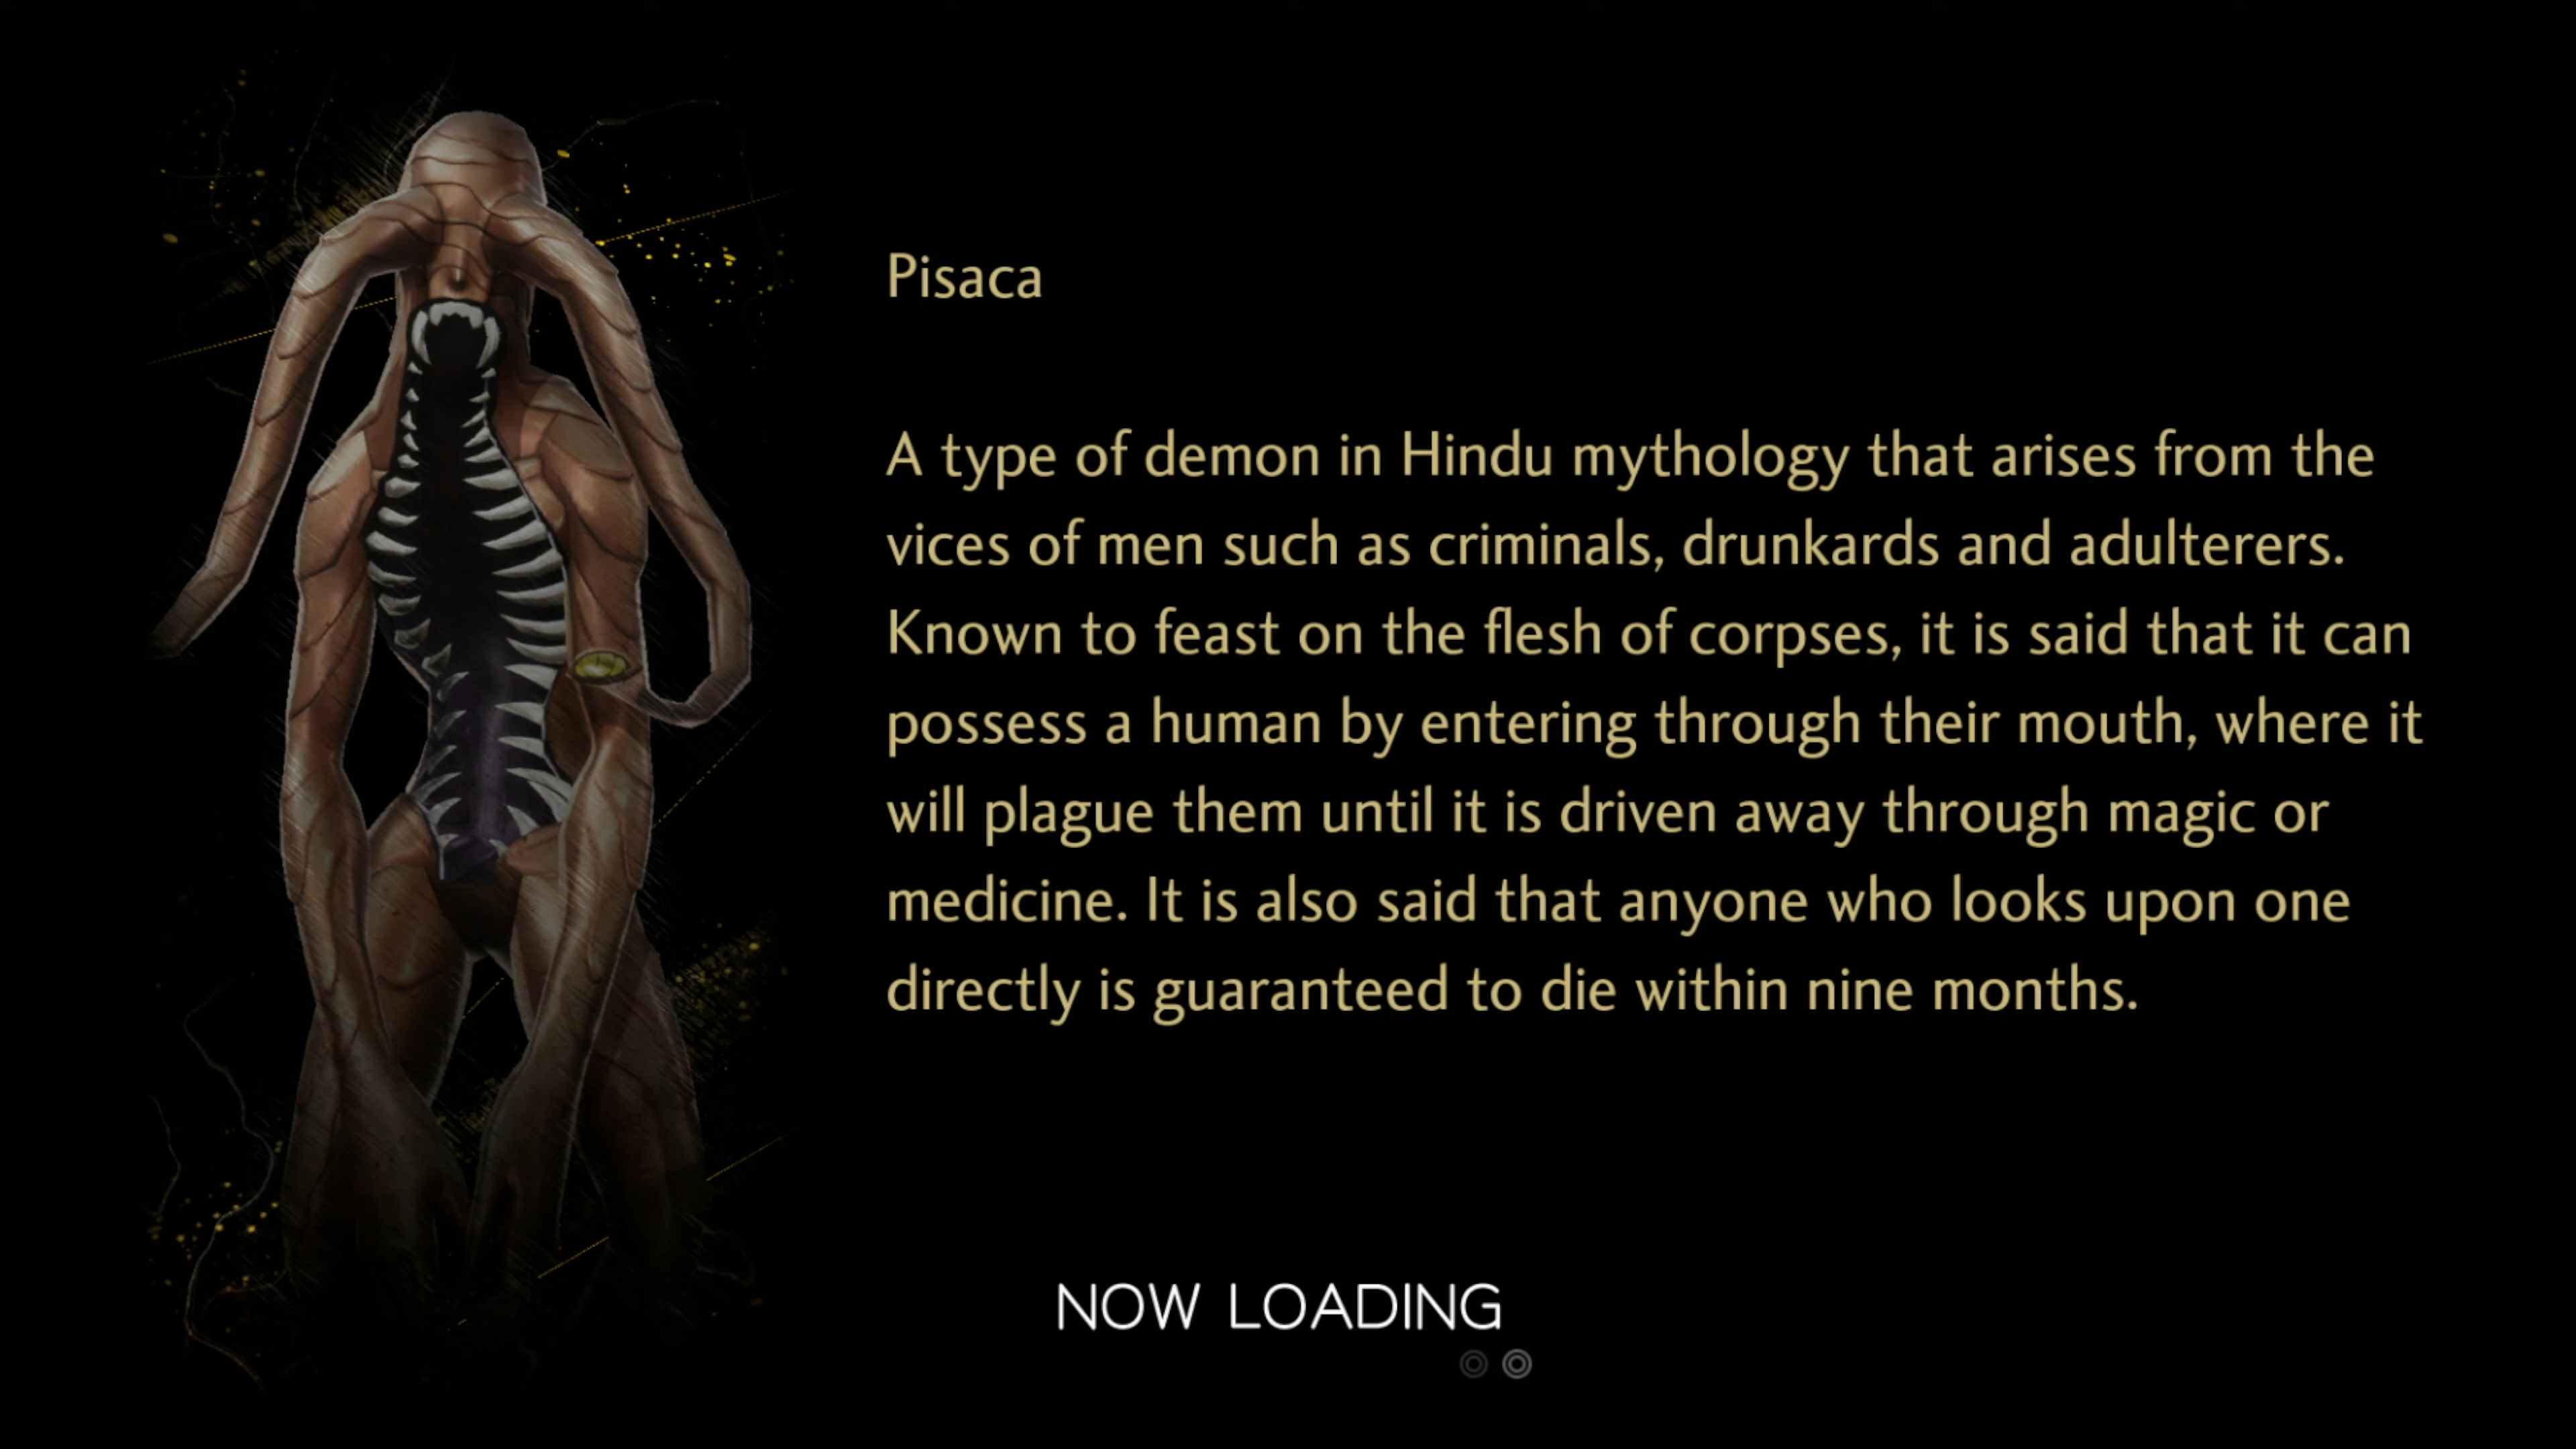 Pisaca
A type of demon in Hindu mythology that arises from the
vices of men such as criminals, drunkards and adulterers.
Known to feast on the flesh of corpses, it is said that it can
possess a human by entering through their mouth, where it
will plague them until it is driven away through magic or
medicine. It is also said that anyone who looks upon one
directly is guaranteed to die within nine months.
NOW LOADING